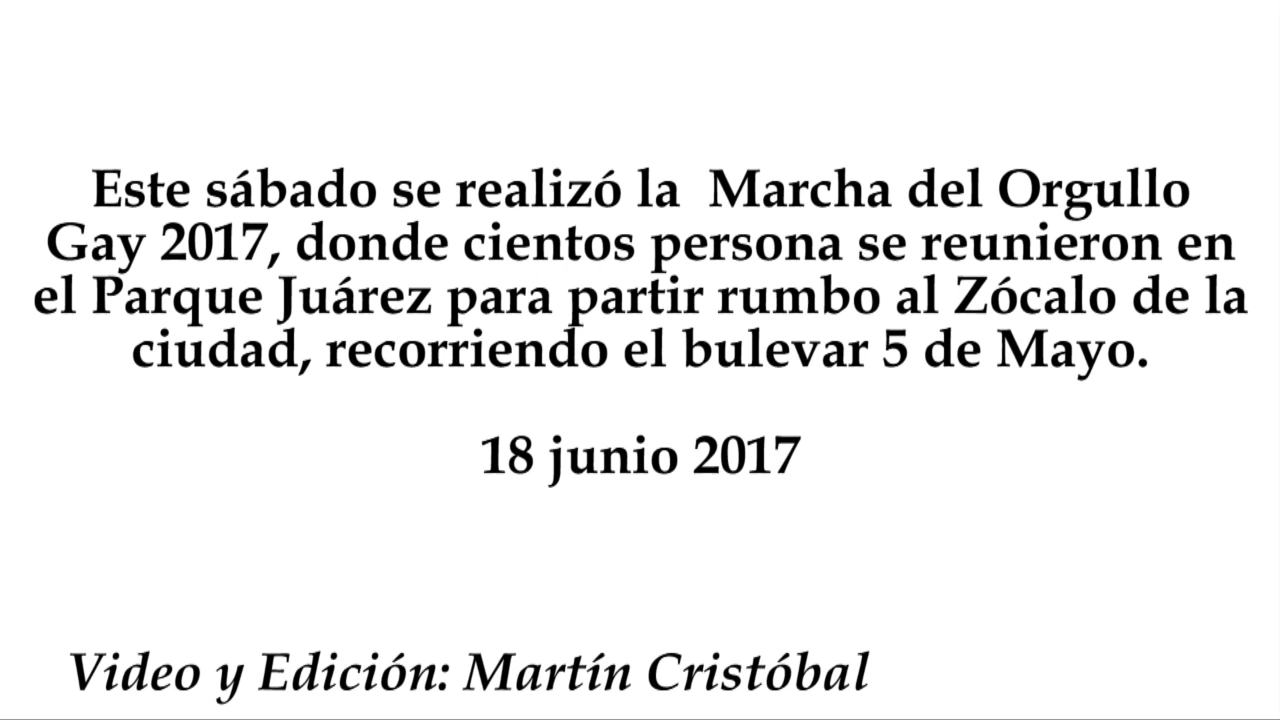 Este sábado se realizó la  Marcha del Orgullo
Gay 2017, donde cientos persona se reunieron en
el Parque Juárez para partir rumbo al Zócalo de la
ciudad, recorriendo el bulevar 5 de Mayo.
18 junio 2017
Video y Edición: Martín Cristóbal